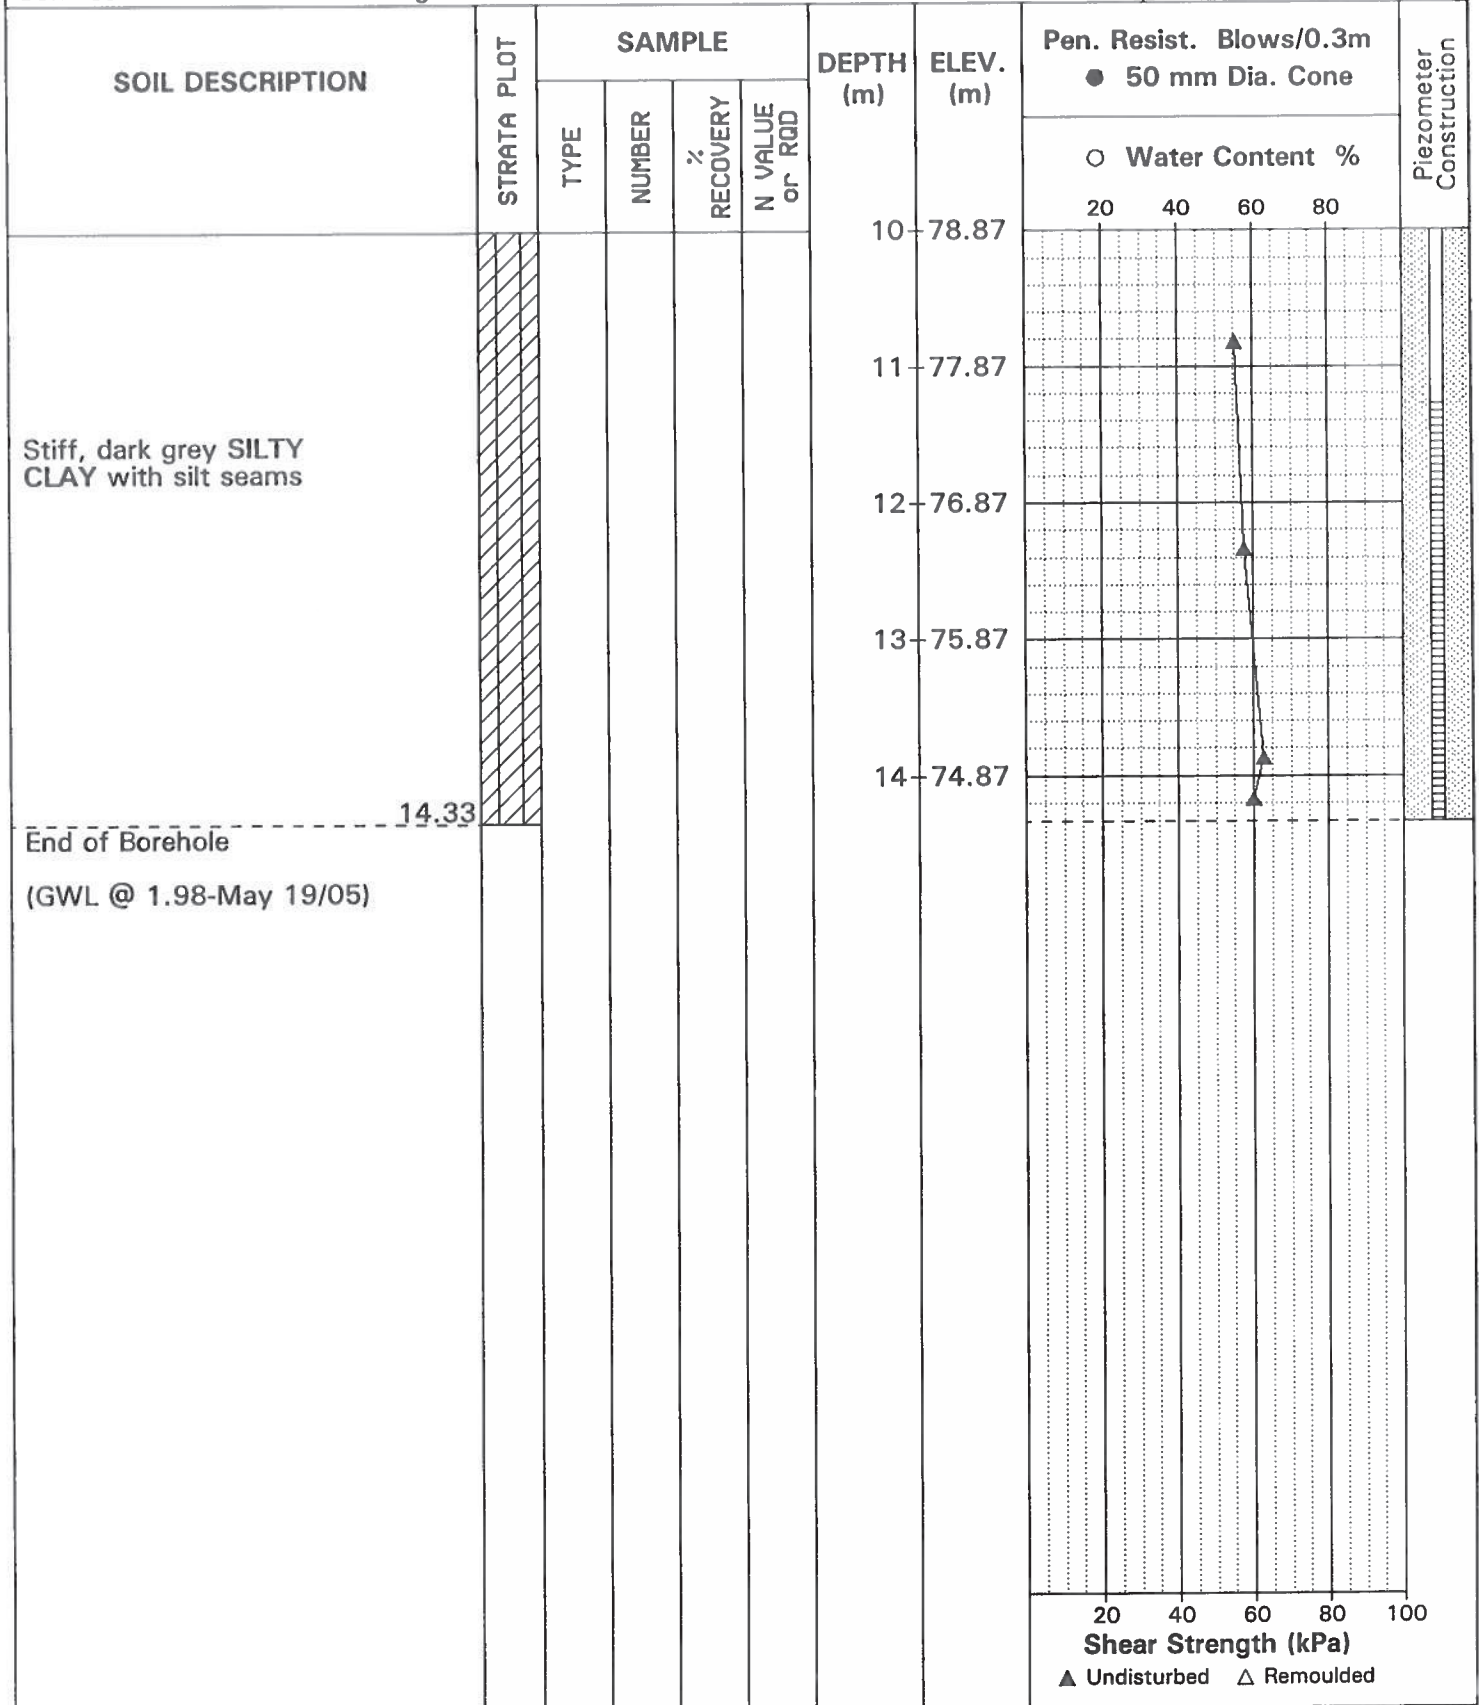 SOIL DESCRIPTION
STRATA PLOT
SAMPLE
TYPE
NUMBER
%
RECOVERY
N VALUE
or RQD
DEPTH
(m)
ELEV.
(m)
Pen. Resist. Blows/0.3m
● 50 mm Dia. Cone
○ Water Content %
20 40 60 80
Piezometer
Construction
10 78.87
11 77.87
Stiff, dark grey SILTY
CLAY with silt seams
12 76.87
13 75.87
14 74.87
14.33
End of Borehole
(GWL @ 1.98-May 19/05)
20 40 60 80 100
Shear Strength (kPa)
▲ Undisturbed △ Remoulded